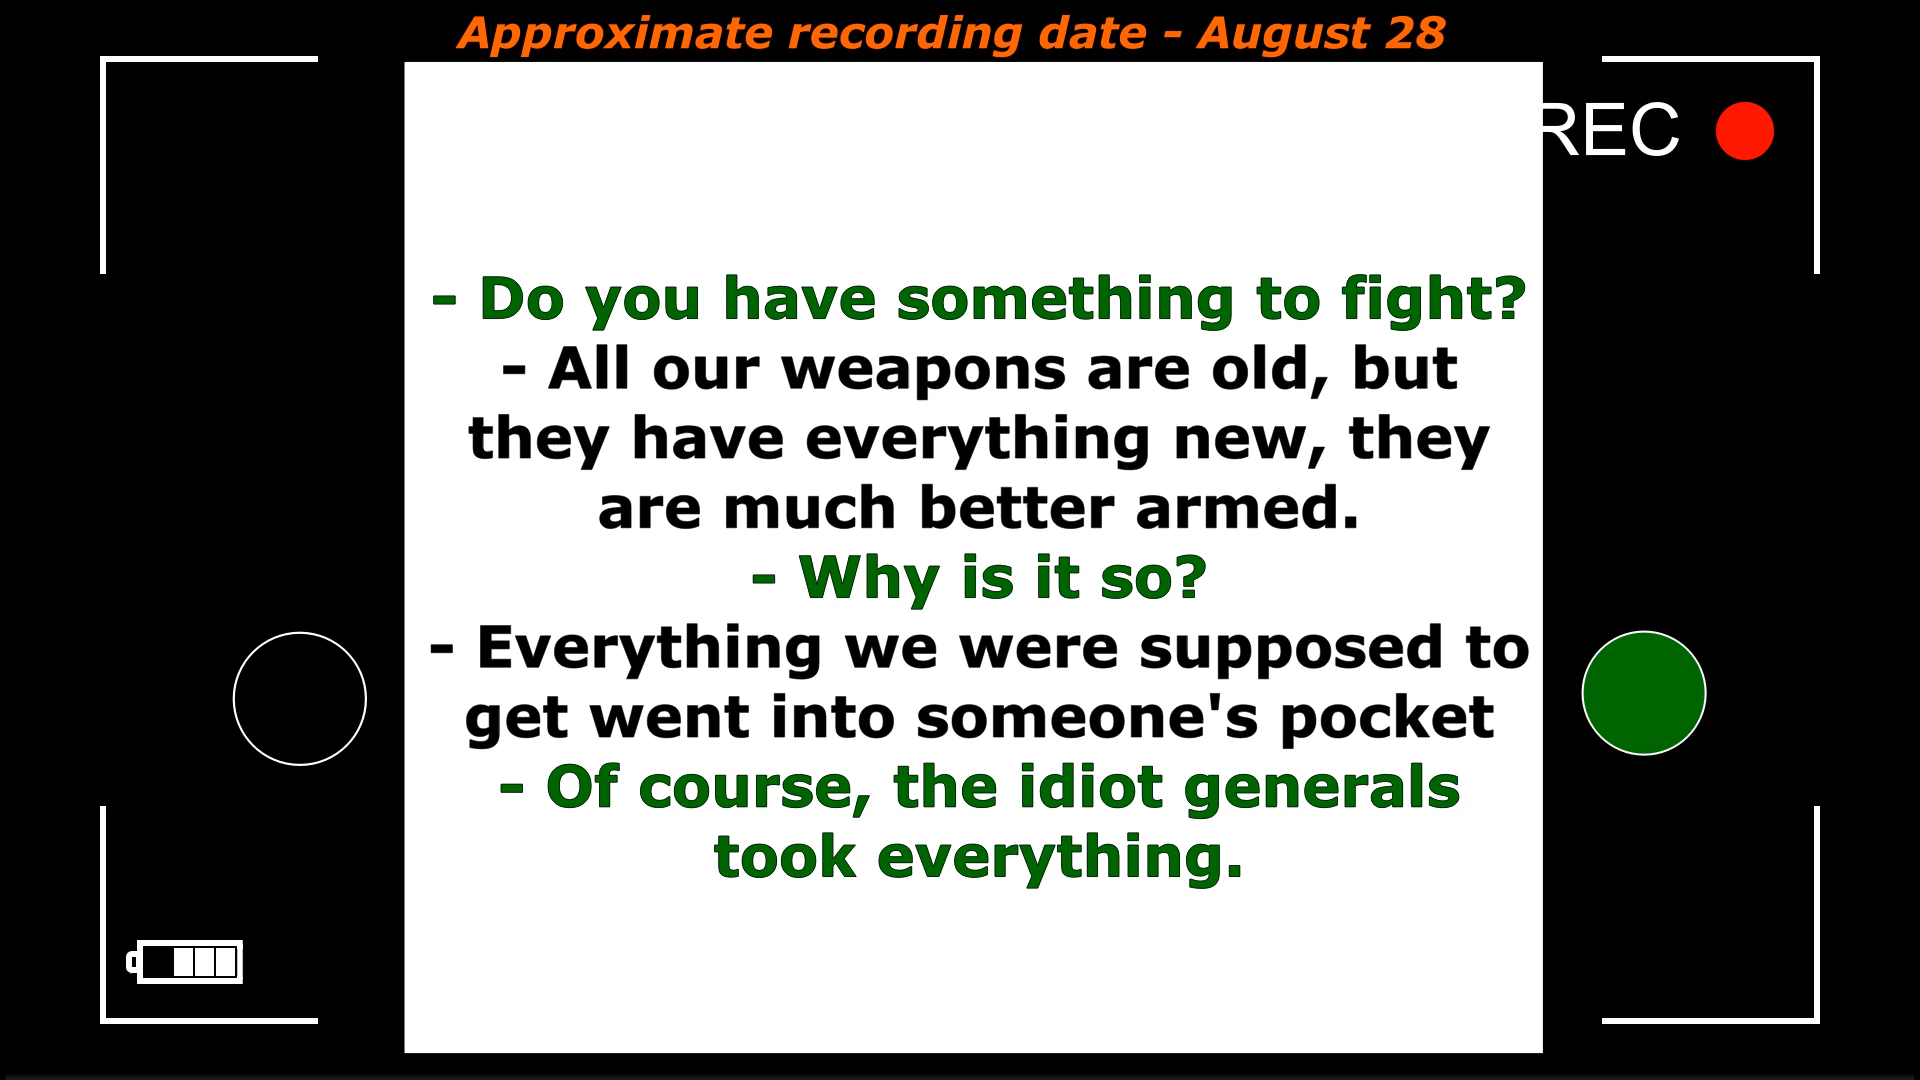 Approximate recording date - August 28
REC
- Do you have something to fight?
- All our weapons are old, but
they have everything new, they
are much better armed.
- Why is it so?
- Everything we were supposed to
get went into someone's pocket
- Of course, the idiot generals
took everything.